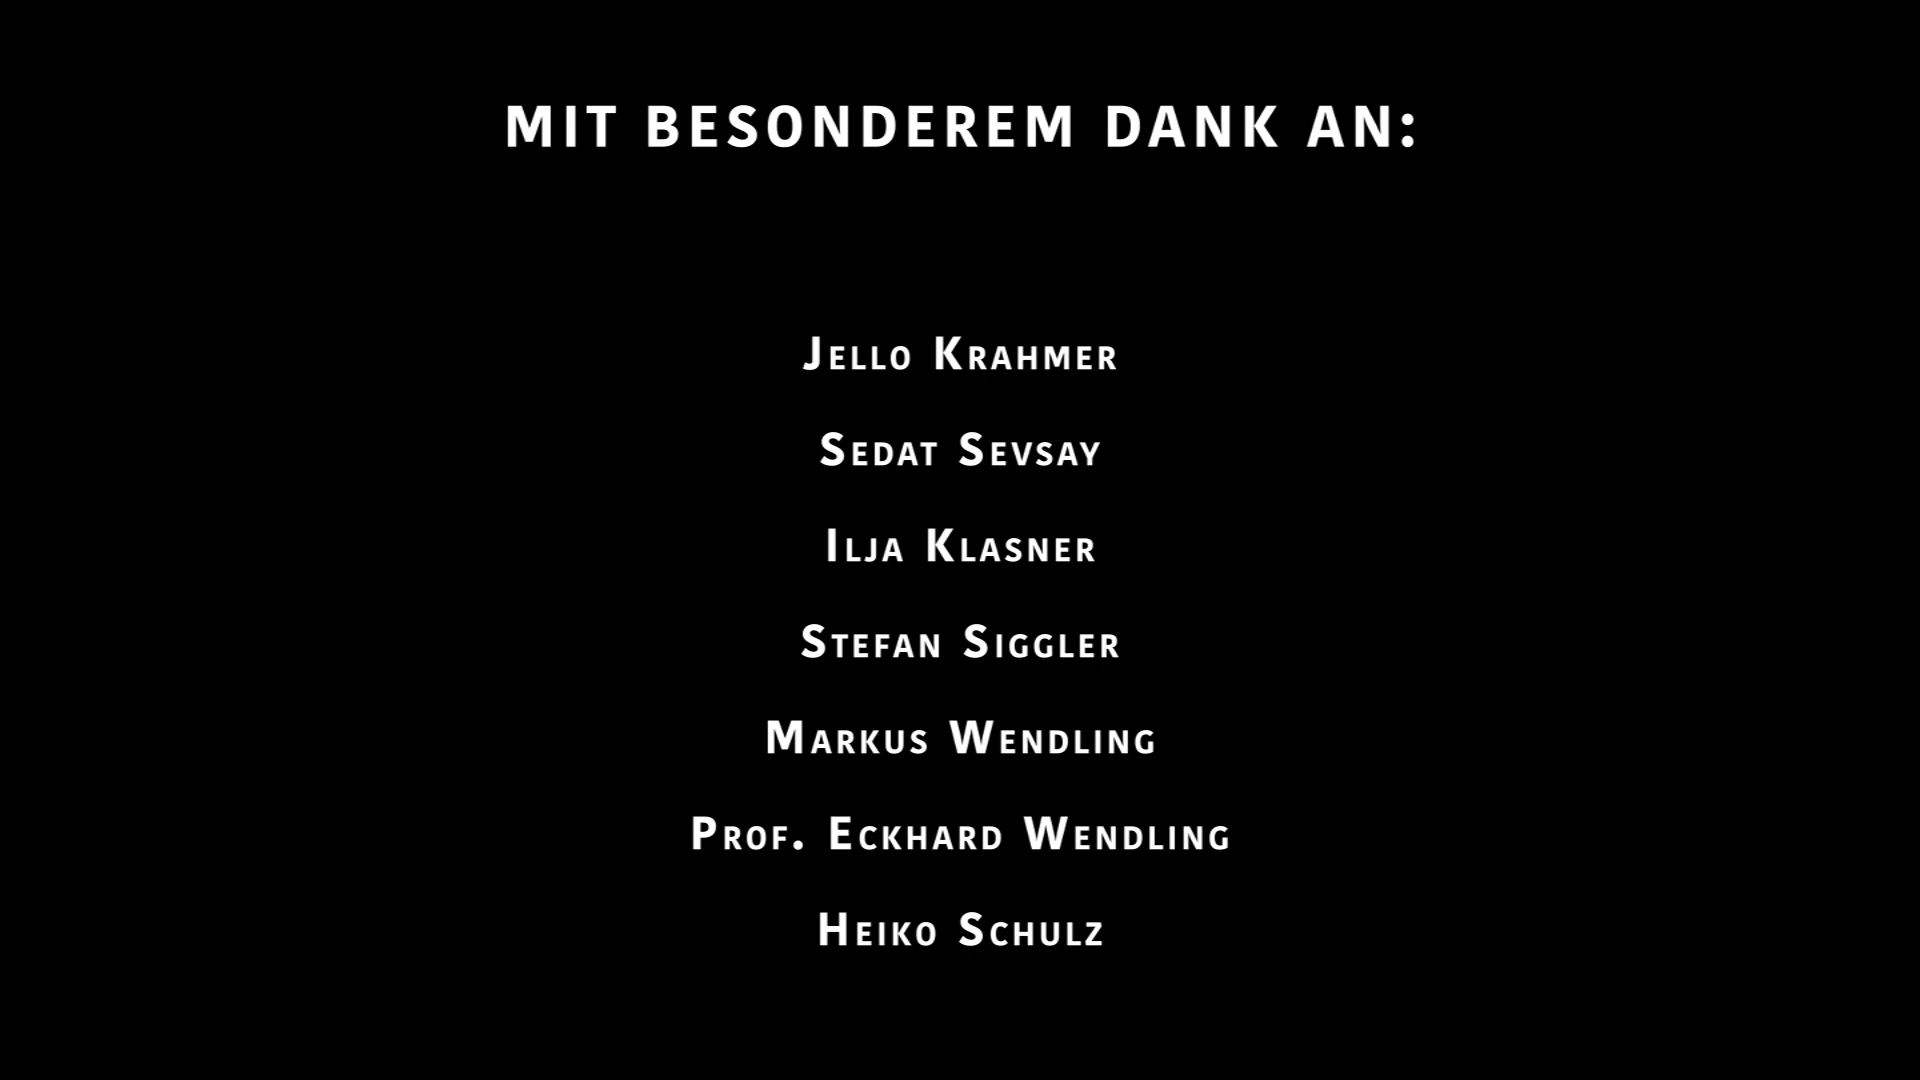 MIT BESONDEREM DANK AN:
Jello Krahmer
Sedat Sevsay
Ilja Klasner
Stefan Siggler
Markus Wendling
Prof. Eckhard Wendling
Heiko Schulz